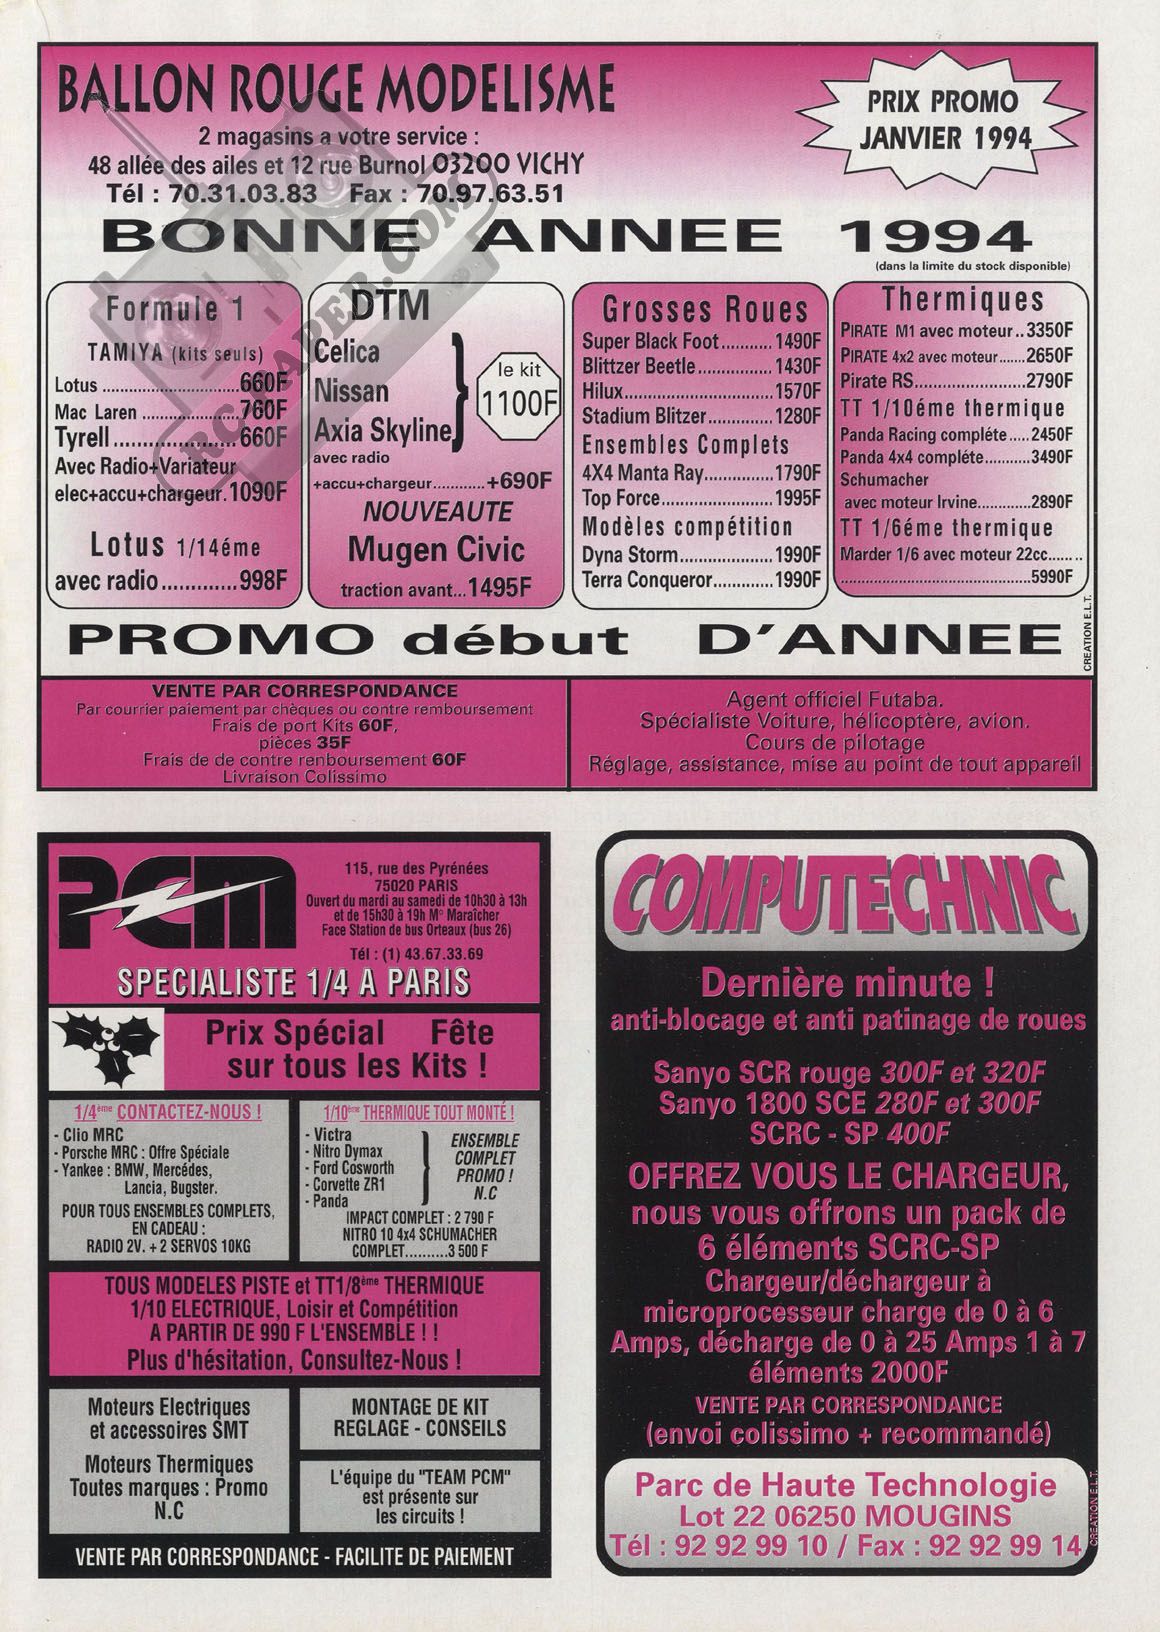 BALLON ROUGE MODELISME
2 magasins a votre service :
48 allée des ailes et 12 rue Burnol 03200 VICHY
Tél : 70.31.03.83 Fax : 70.97.63.51
PRIX PROMO
JANVIER 1994
BONNE ANNEE 1994
(dans la limite du stock disponible)
RCPAPER.COM
Formule 1
TAMIYA (kits seuls)
Lotus ........................660F
Mac Laren ................760F
Tyrell .....................660F
Avec Radio+Variateur
elec+accu+chargeur.1090F
Lotus 1/14éme
avec radio .............998F
DTM
Celica
Nissan
Axia Skyline
le kit
1100F
avec radio
+accu+chargeur...........+690F
NOUVEAUTE
Mugen Civic
traction avant...1495F
Grosses Roues
Super Black Foot...........1490F
Blittzer Beetle................1430F
Hilux..............................1570F
Stadium Blitzer..............1280F
Ensembles Complets
4X4 Manta Ray..............1790F
Top Force......................1995F
Modèles compétition
Dyna Storm...................1990F
Terra Conqueror............1990F
Thermiques
PIRATE M1 avec moteur..3350F
PIRATE 4x2 avec moteur......2650F
Pirate RS.......................2790F
TT 1/10éme thermique
Panda Racing compléte.....2450F
Panda 4x4 compléte..........3490F
Schumacher
avec moteur Irvine............2890F
TT 1/6éme thermique
Marder 1/6 avec moteur 22cc........
...........................................5990F
PROMO début D'ANNEE
CREATION E.L.T.
VENTE PAR CORRESPONDANCE
Par courrier paiement par chèques ou contre remboursement
Frais de port Kits 60F,
pièces 35F
Frais de de contre renboursement 60F
Livraison Colissimo
Agent officiel Futaba.
Spécialiste Voiture, hélicoptère, avion.
Cours de pilotage
Réglage, assistance, mise au point de tout appareil
PCM
115, rue des Pyrénées
75020 PARIS
Ouvert du mardi au samedi de 10h30 à 13h
et de 15h30 à 19h M° Maraîcher
Face Station de bus Orteaux (bus 26)
Tél : (1) 43.67.33.69
SPECIALISTE 1/4 A PARIS
Prix Spécial Fête
sur tous les Kits !
1/4ème CONTACTEZ-NOUS !
- Clio MRC
- Porsche MRC : Offre Spéciale
- Yankee : BMW, Mercédes,
Lancia, Bugster.
POUR TOUS ENSEMBLES COMPLETS,
EN CADEAU :
RADIO 2V. + 2 SERVOS 10KG
1/10ème THERMIQUE TOUT MONTÉ !
- Victra
- Nitro Dymax
- Ford Cosworth
- Corvette ZR1
- Panda
ENSEMBLE
COMPLET
PROMO !
N.C
IMPACT COMPLET : 2 790 F
NITRO 10 4x4 SCHUMACHER
COMPLET..........3 500 F
TOUS MODELES PISTE et TT1/8ème THERMIQUE
1/10 ELECTRIQUE, Loisir et Compétition
A PARTIR DE 990 F L'ENSEMBLE ! !
Plus d'hésitation, Consultez-Nous !
Moteurs Electriques
et accessoires SMT
Moteurs Thermiques
Toutes marques : Promo
N.C
MONTAGE DE KIT
REGLAGE - CONSEILS
L'équipe du "TEAM PCM"
est présente sur
les circuits !
VENTE PAR CORRESPONDANCE - FACILITE DE PAIEMENT
COMPUTECHNIC
Dernière minute !
anti-blocage et anti patinage de roues
Sanyo SCR rouge 300F et 320F
Sanyo 1800 SCE 280F et 300F
SCRC - SP 400F
OFFREZ VOUS LE CHARGEUR,
nous vous offrons un pack de
6 éléments SCRC-SP
Chargeur/déchargeur à
microprocesseur charge de 0 à 6
Amps, décharge de 0 à 25 Amps 1 à 7
éléments 2000F
VENTE PAR CORRESPONDANCE
(envoi colissimo + recommandé)
Parc de Haute Technologie
Lot 22 06250 MOUGINS
Tél : 92 92 99 10 / Fax : 92 92 99 14
CREATION E.L.T.